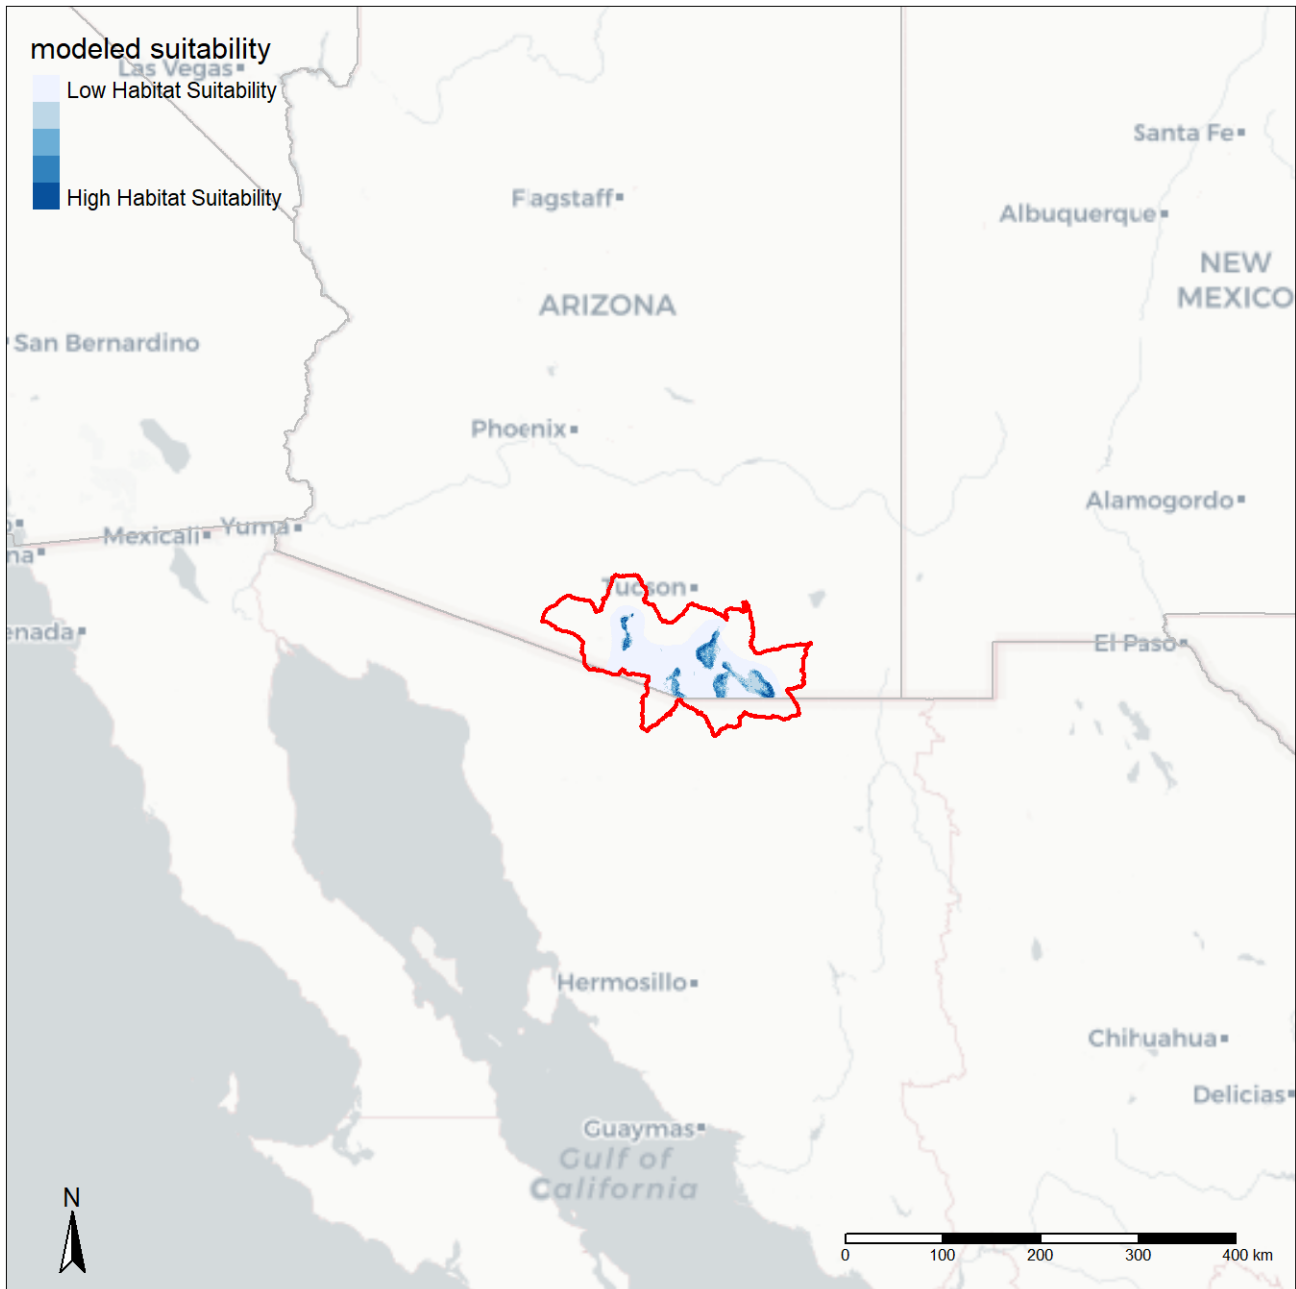 modeled suitability
Las Vegas
Low Habitat Suitability
High Habitat Suitability
Santa Fe
Flagstaff
Albuquerque
NEW
MEXICO
ARIZONA
San Bernardino
Phoenix
Alamogordo
Mexicali
Yuma
Tucson
El Paso
Hermosillo
Chihuahua
Delicias
Guaymas
Gulf of
California
N
0 100 200 300 400 km